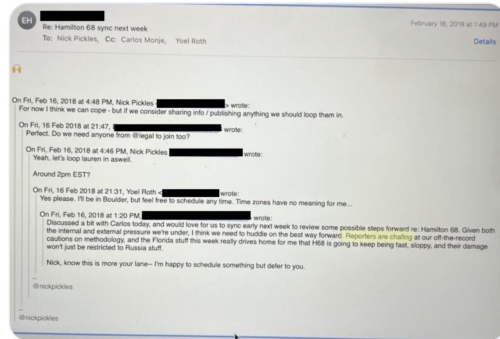 EH
February 16, 2018 at 1:49 PM
Re: Hamilton 68 sync next week
To: Nick Pickles, Cc: Carlos Monje, Yoel Roth
Details
On Fri, Feb 16, 2018 at 4:48 PM, Nick Pickles < > wrote:
For now I think we can cope - but if we consider sharing info / publishing anything we should loop them in.
On Fri, 16 Feb 2018 at 21:47, wrote:
Perfect. Do we need anyone from @legal to join too?
On Fri, Feb 16, 2018 at 4:46 PM, Nick Pickles wrote:
Yeah, let's loop lauren in aswell.
Around 2pm EST?
On Fri, 16 Feb 2018 at 21:31, Yoel Roth < wrote:
Yes please. I'll be in Boulder, but feel free to schedule any time. Time zones have no meaning for me...
On Fri, Feb 16, 2018 at 1:20 PM, wrote:
Discussed a bit with Carlos today, and would love for us to sync early next week to review some possible steps forward re: Hamilton 68. Given both
the internal and external pressure we're under, I think we need to huddle on the best way forward. Reporters are chafing at our off-the-record
cautions on methodology, and the Florida stuff this week really drives home for me that H68 is going to keep being fast, sloppy, and their damage
won't just be restricted to Russia stuff.
Nick, know this is more your lane-- I'm happy to schedule something but defer to you.
--
@nickpickles
--
@nickpickles